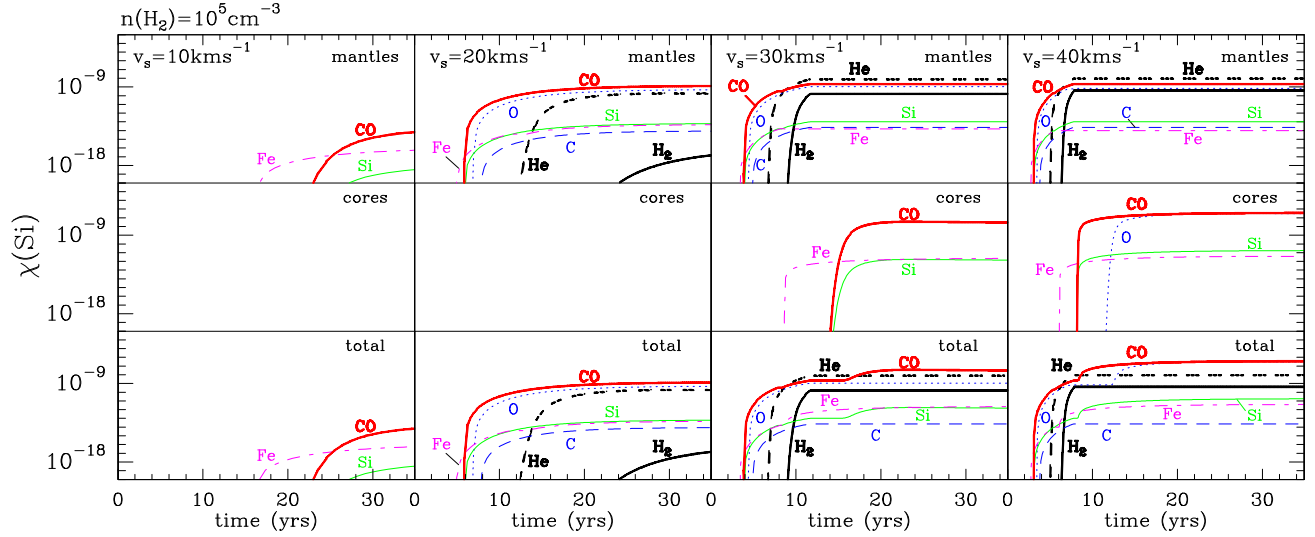 n(H₂)=10⁵cm⁻³
vₛ=10kms⁻¹ mantles vₛ=20kms⁻¹ mantles vₛ=30kms⁻¹ mantles vₛ=40kms⁻¹ mantles
10⁻⁹
10⁻¹⁸
CO Fe Si
CO O Si Fe C He H₂
He CO O Si Fe C H₂
He CO O Si C Fe H₂
cores cores cores cores
10⁻⁹
10⁻¹⁸
χ(Si)
CO Fe Si
CO O Si Fe
total total total total
10⁻⁹
10⁻¹⁸
CO Fe Si
CO O Si Fe C He H₂
He CO Fe O Si C H₂
He CO O Fe Si C H₂
0 10 20 30 0 10 20 30 0 10 20 30 0 10 20 30
time (yrs) time (yrs) time (yrs) time (yrs)